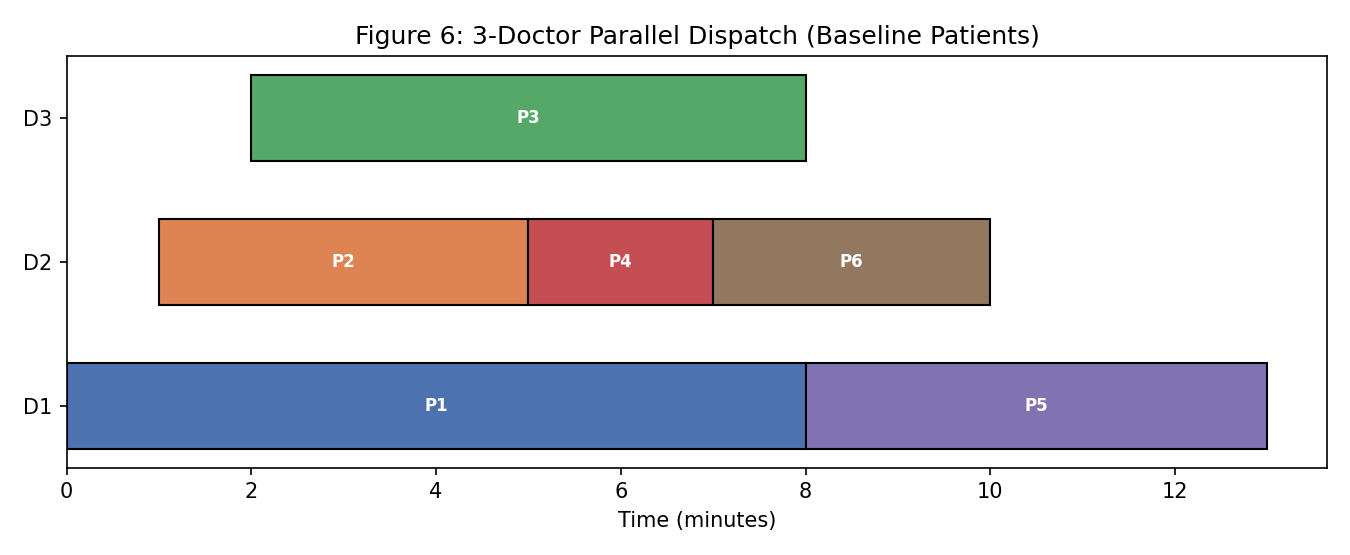 Figure 6: 3-Doctor Parallel Dispatch (Baseline Patients)
D3
P3
D2
P2 P4 P6
D1
P1 P5
0 2 4 6 8 10 12
Time (minutes)